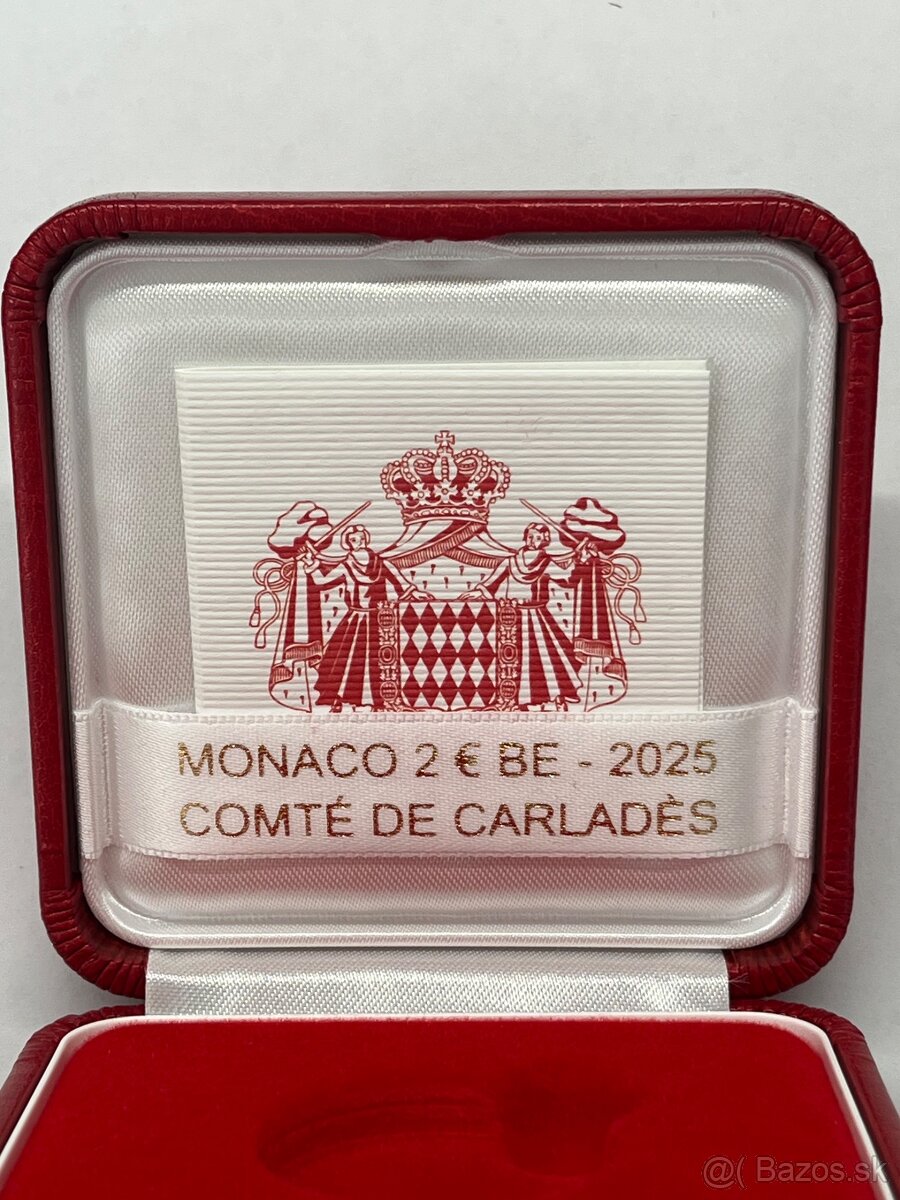 MONACO 2 € BE - 2025
COMTÉ DE CARLADÈS
@( Bazos.sk